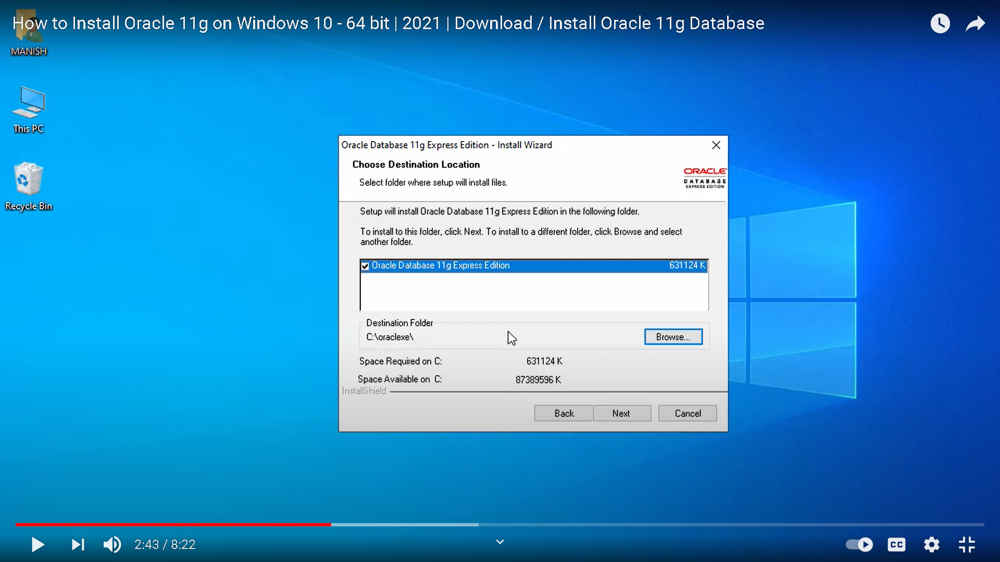 How to Install Oracle 11g on Windows 10 - 64 bit | 2021 | Download / Install Oracle 11g Database
MANISH
This PC
Recycle Bin
Oracle Database 11g Express Edition - Install Wizard
Choose Destination Location
Select folder where setup will install files.
ORACLE
DATABASE
EXPRESS EDITION
Setup will install Oracle Database 11g Express Edition in the following folder.
To install to this folder, click Next. To install to a different folder, click Browse and select
another folder.
Oracle Database 11g Express Edition 631124 K
Destination Folder
C:\oraclexe\
Browse...
Space Required on C: 631124 K
Space Available on C: 87389596 K
InstallShield
Back Next Cancel
2:43 / 8:22
CC